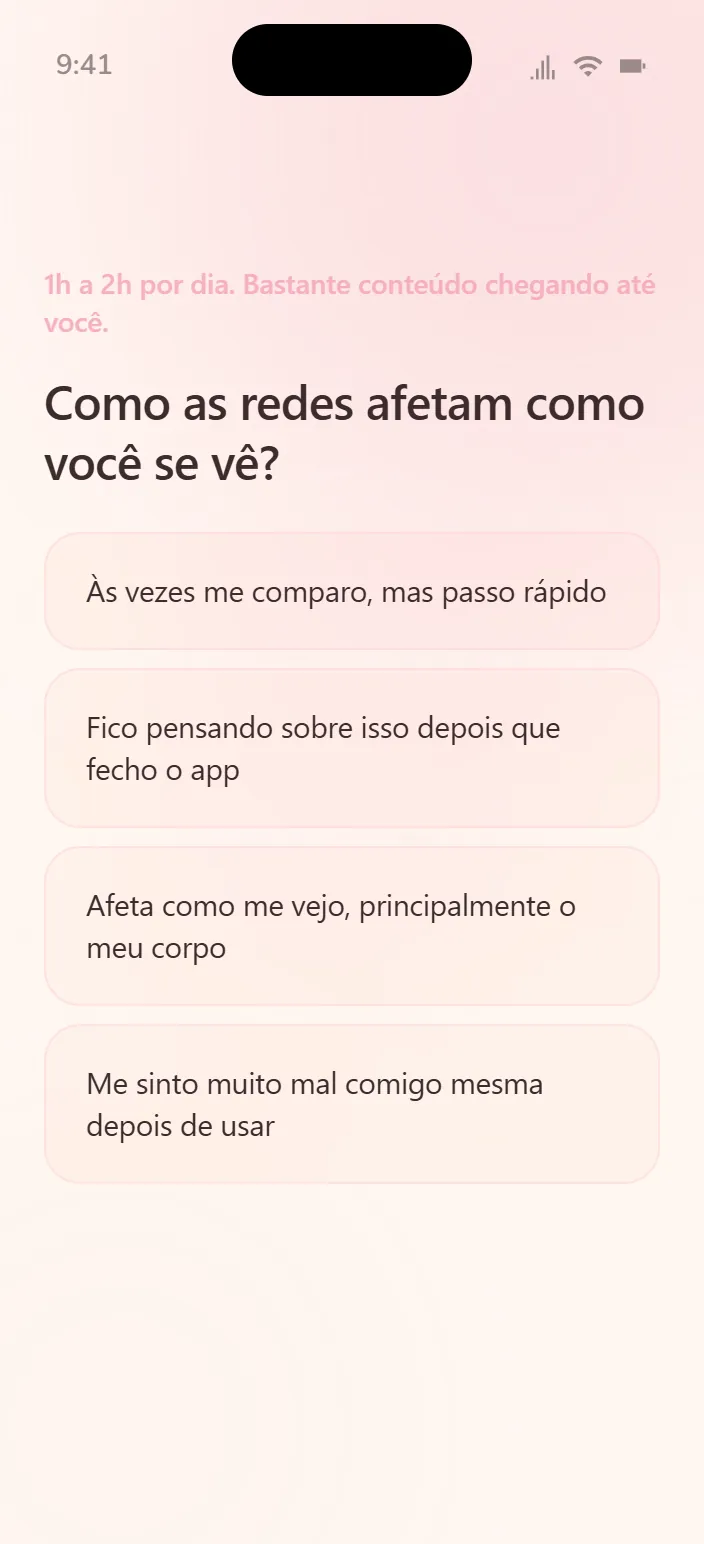 9:41
1h a 2h por dia. Bastante conteúdo chegando até
você.
Como as redes afetam como
você se vê?
Às vezes me comparo, mas passo rápido
Fico pensando sobre isso depois que
fecho o app
Afeta como me vejo, principalmente o
meu corpo
Me sinto muito mal comigo mesma
depois de usar